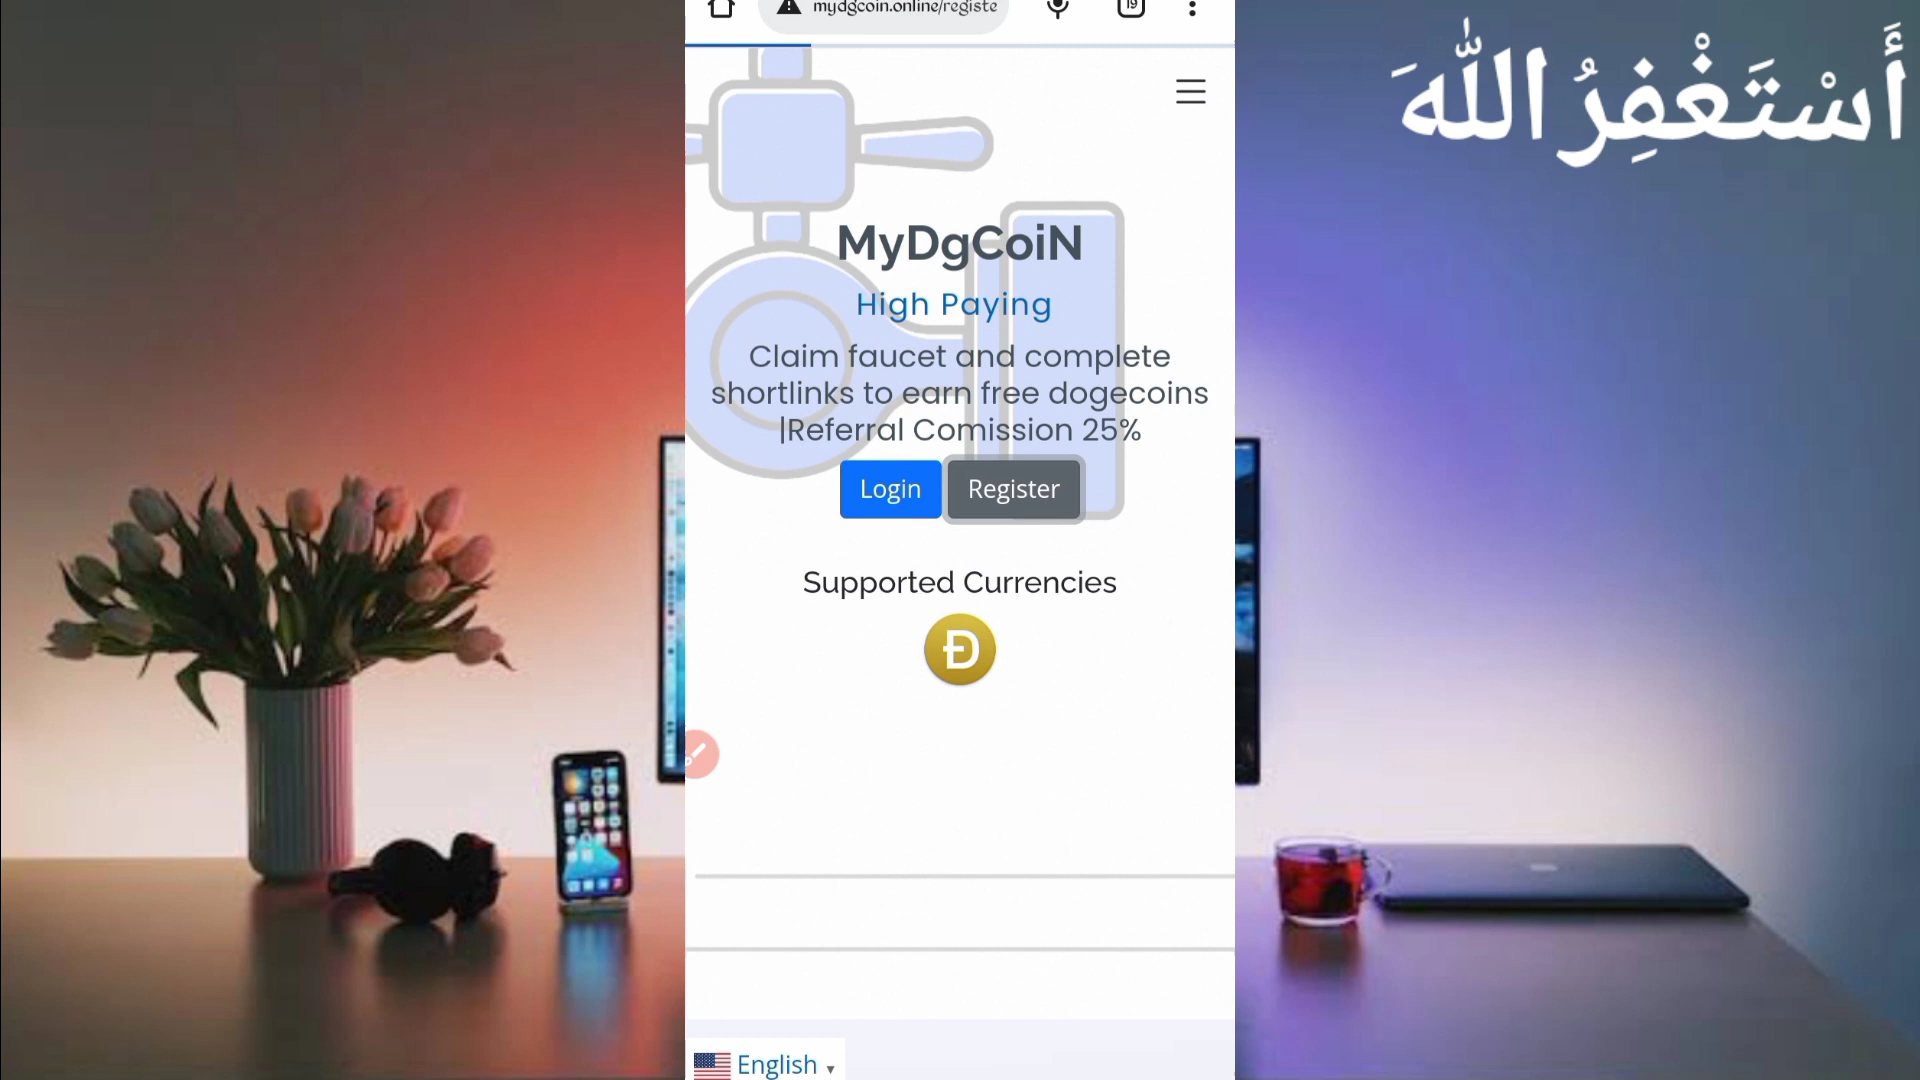 mydgcoin.online/registe
19
أَسْتَغْفِرُ اللّٰهَ
MyDgCoiN
High Paying
Claim faucet and complete
shortlinks to earn free dogecoins
|Referral Comission 25%
Login
Register
Supported Currencies
English